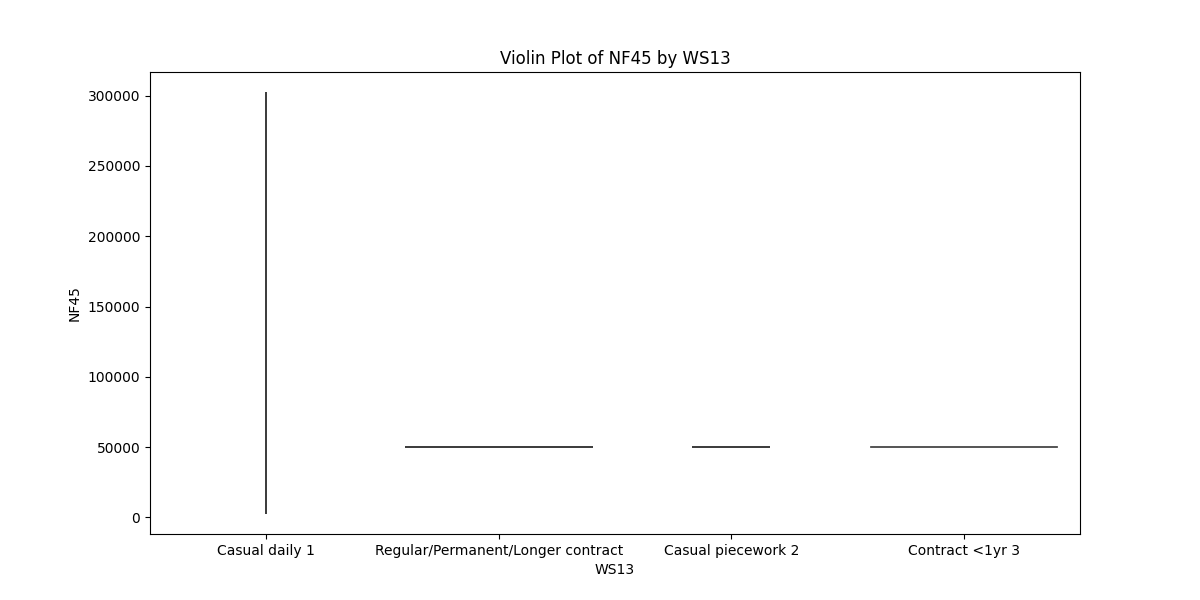 Violin Plot of NF45 by WS13
300000
250000
200000
150000
100000
50000
0
NF45
Casual daily 1
Regular/Permanent/Longer contract
Casual piecework 2
Contract <1yr 3
WS13